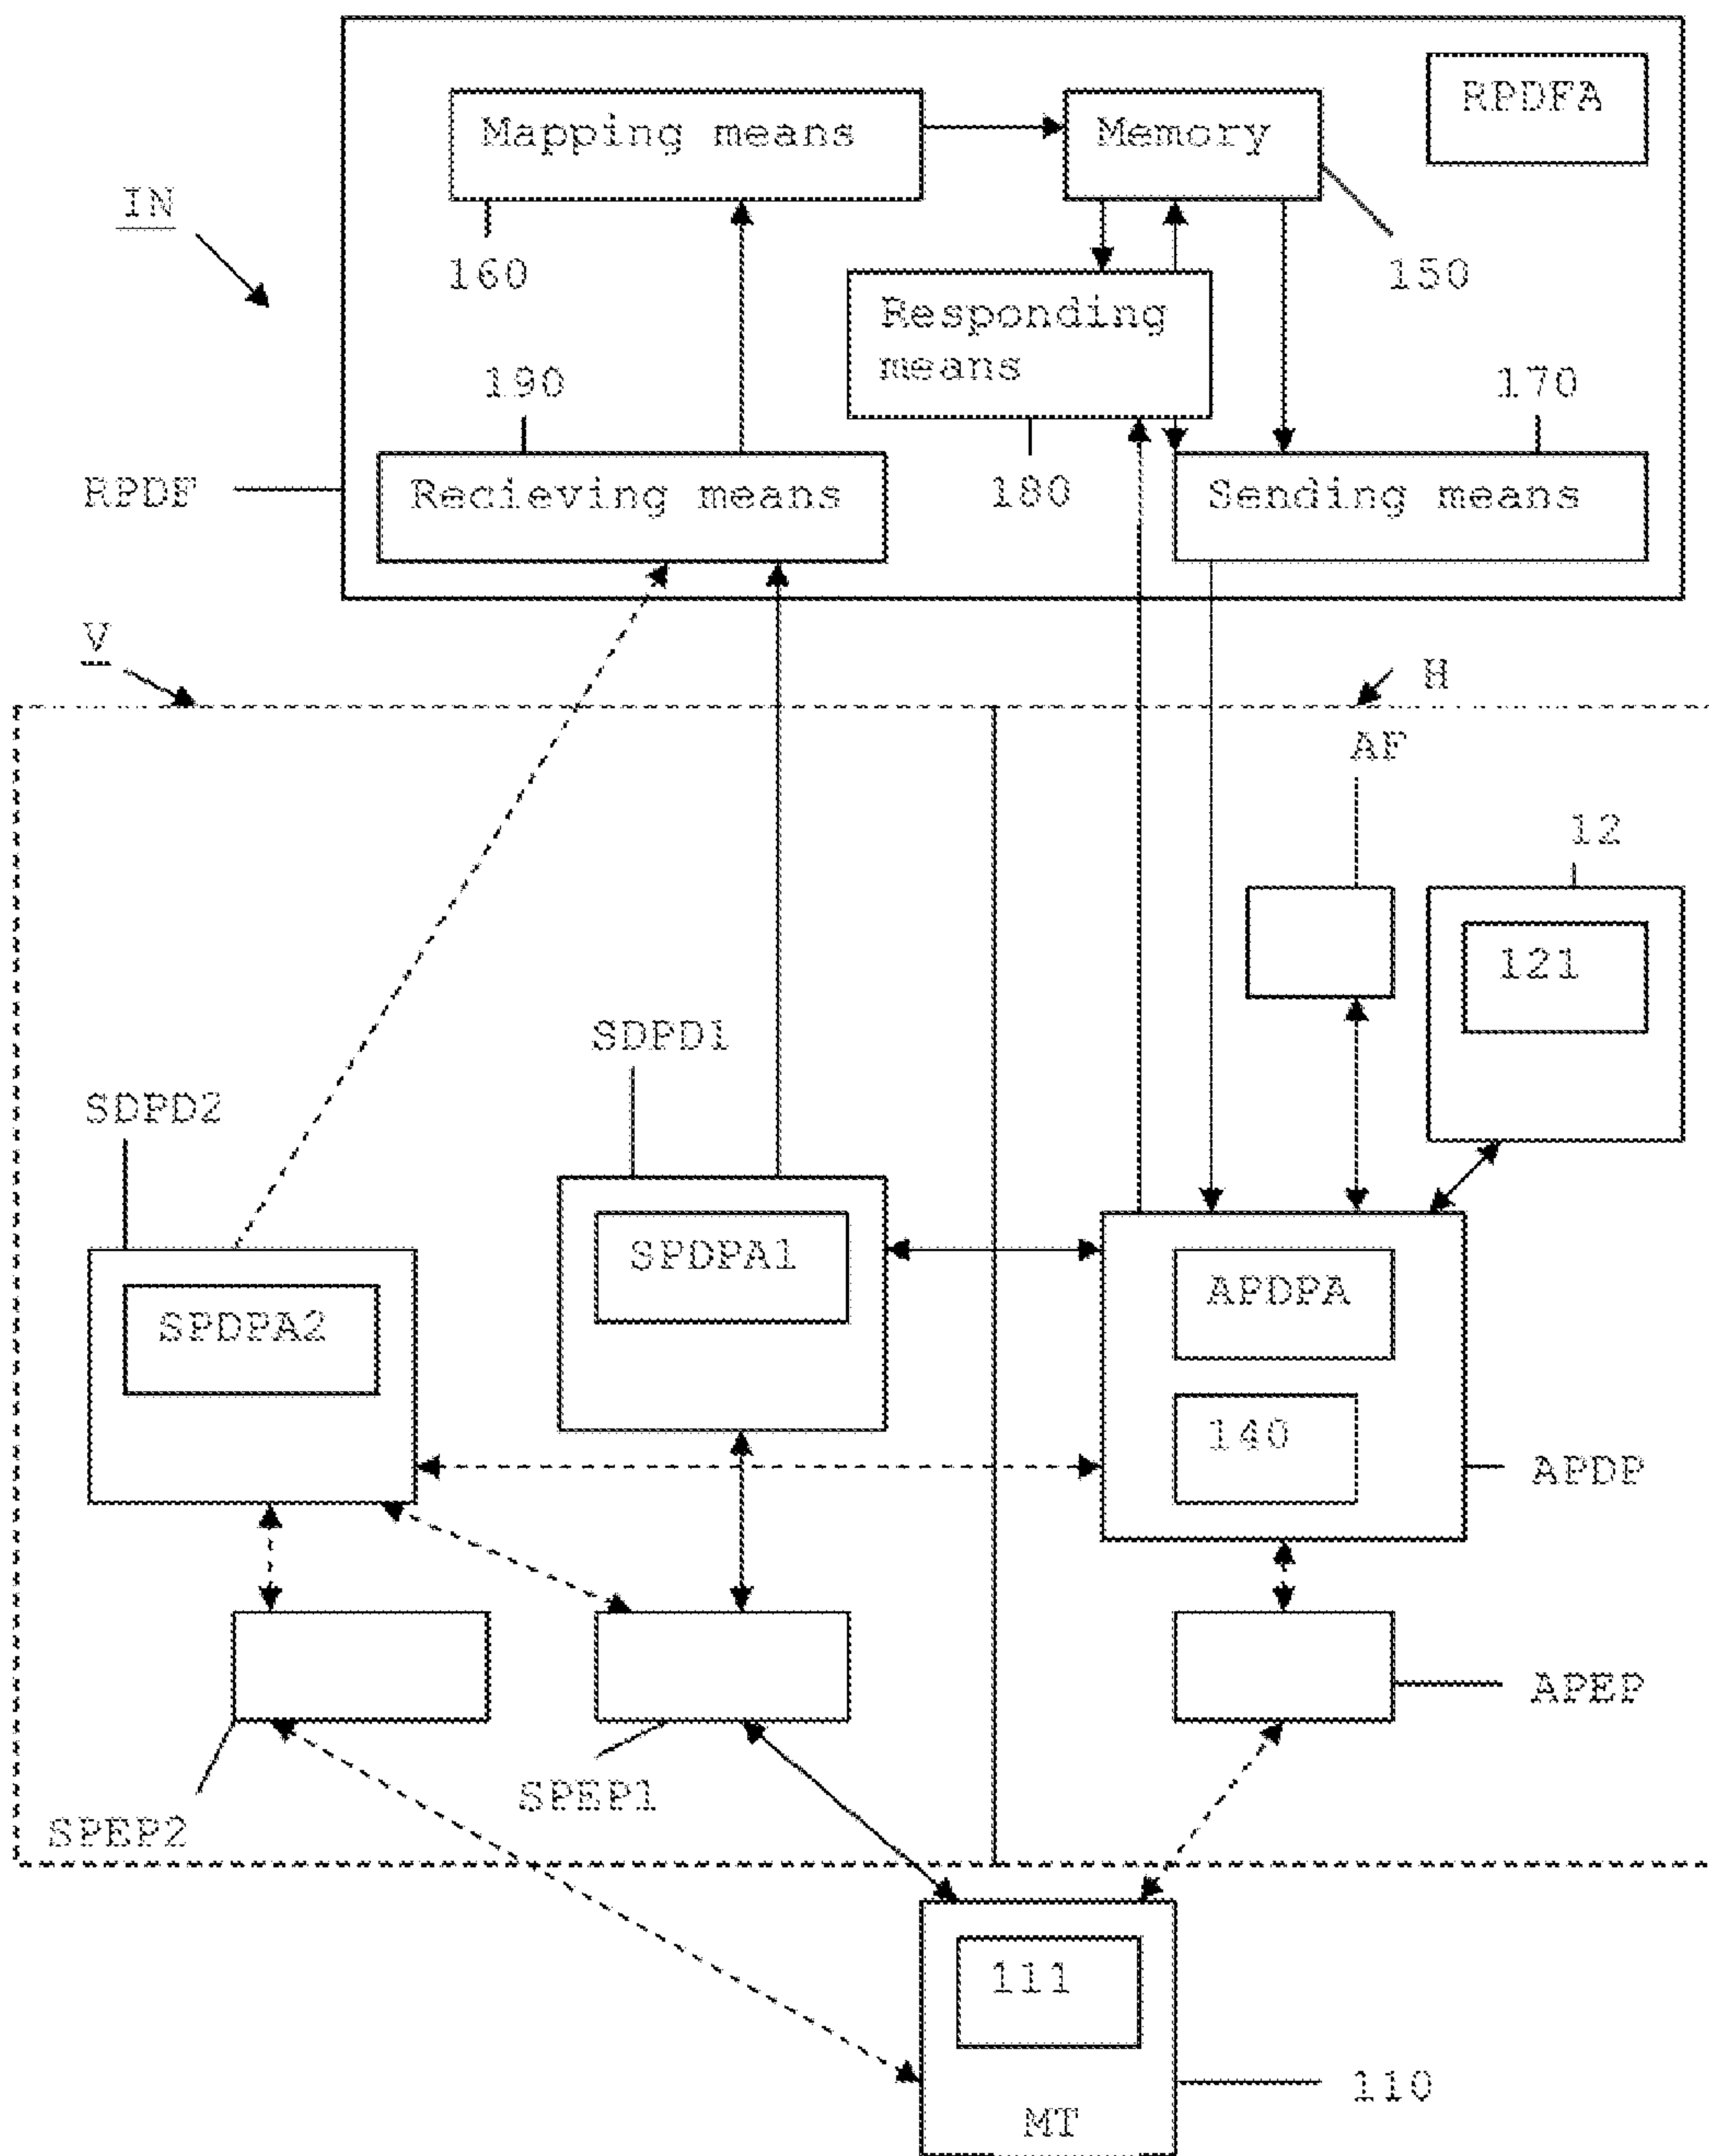 RPDFA
Mapping means
Memory
IN
160
150
Responding
means
190
170
RPDF
Recieving means
180
Sending means
V
H
AF
12
121
SDPD1
SDPD2
SPDPA1
APDPA
SPDPA2
140
APDP
APEP
SPEP1
SPEP2
111
110
MT